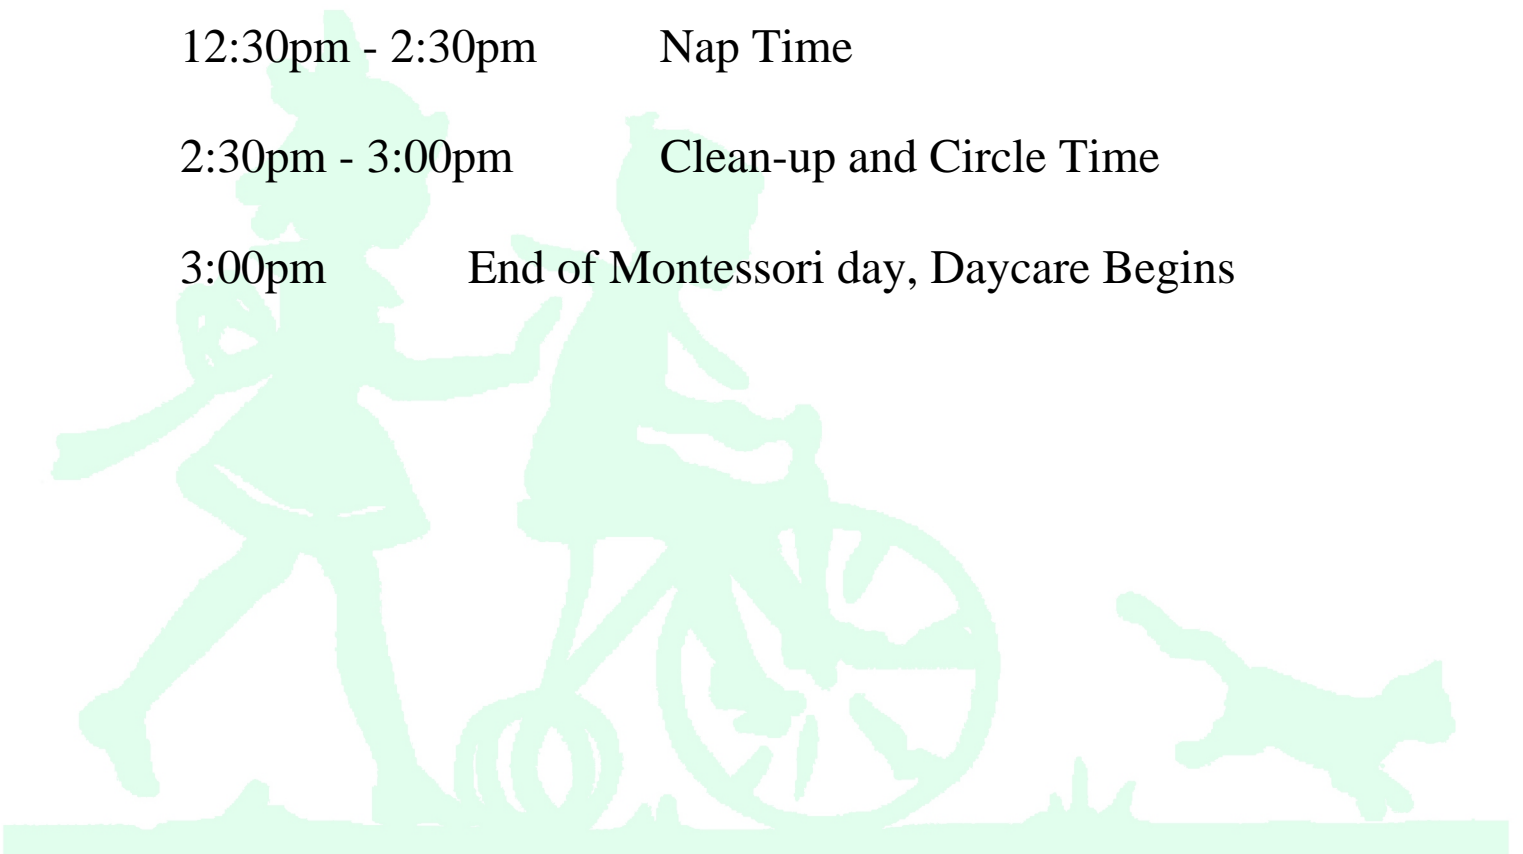 12:30pm - 2:30pm Nap Time
2:30pm - 3:00pm Clean-up and Circle Time
3:00pm End of Montessori day, Daycare Begins